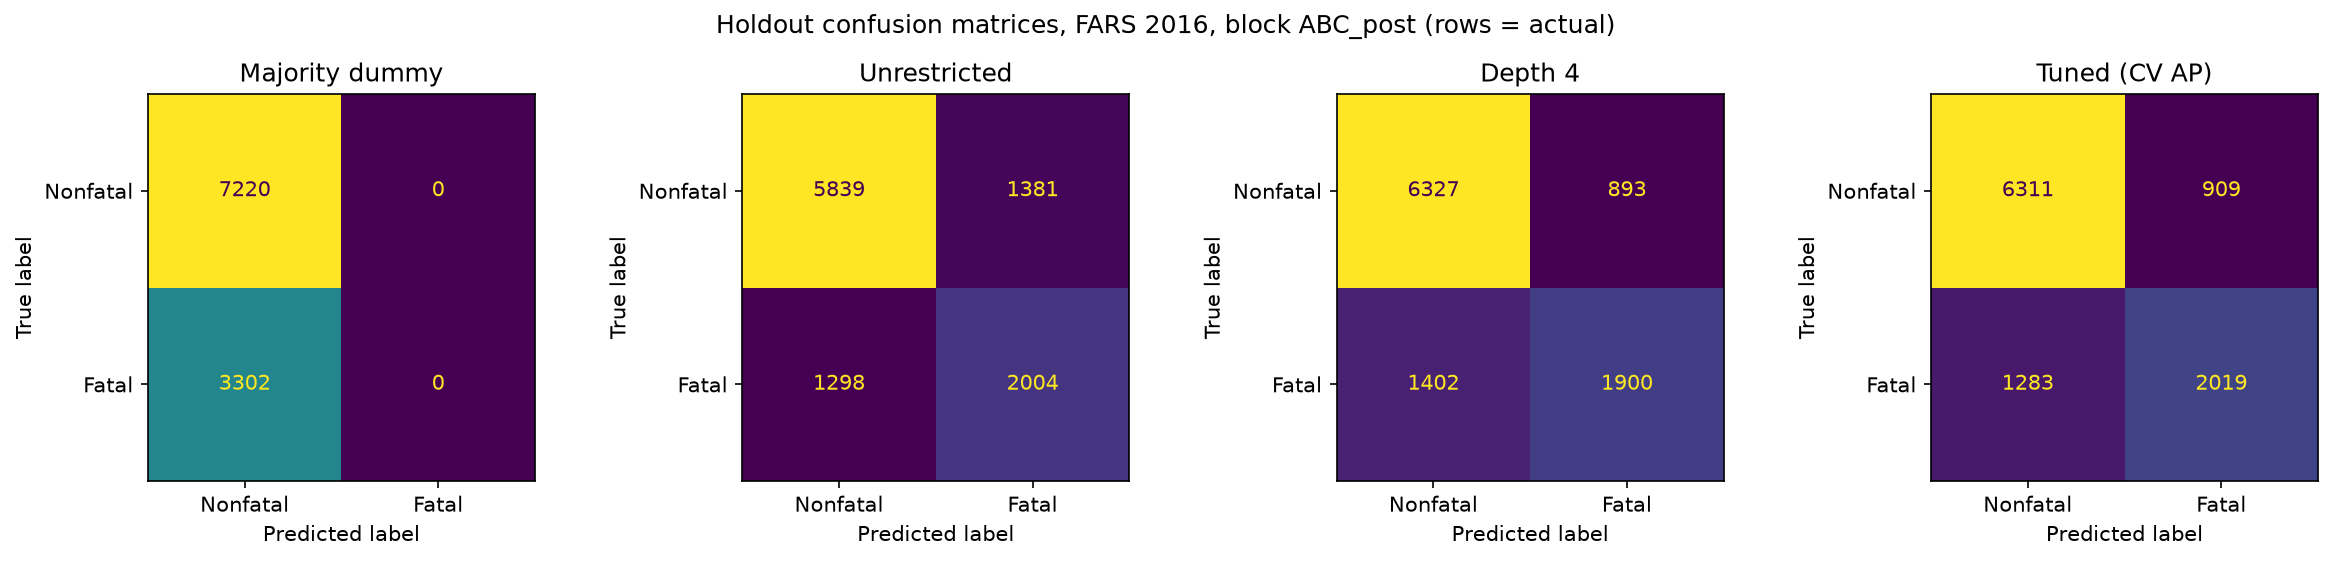 Holdout confusion matrices, FARS 2016, block ABC_post (rows = actual)
Majority dummy
True label
Nonfatal
Fatal
7220
0
3302
0
Nonfatal
Fatal
Predicted label
Unrestricted
True label
Nonfatal
Fatal
5839
1381
1298
2004
Nonfatal
Fatal
Predicted label
Depth 4
True label
Nonfatal
Fatal
6327
893
1402
1900
Nonfatal
Fatal
Predicted label
Tuned (CV AP)
True label
Nonfatal
Fatal
6311
909
1283
2019
Nonfatal
Fatal
Predicted label